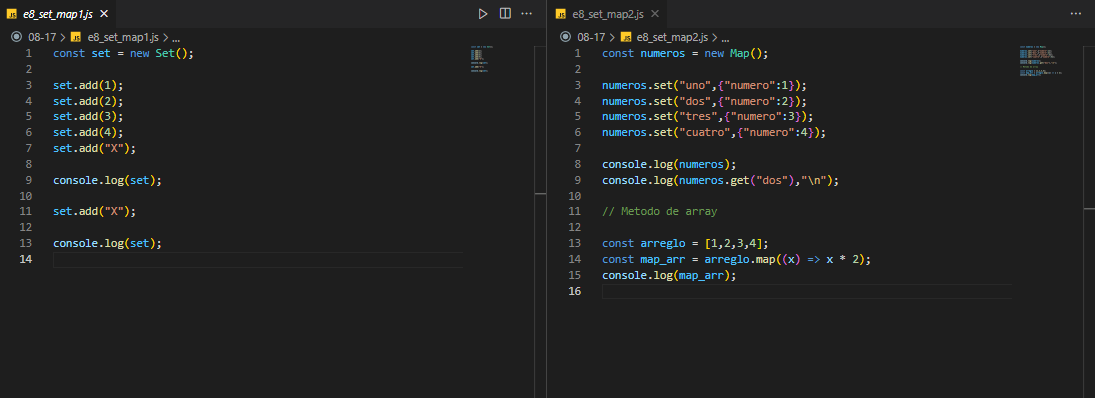 JS e8_set_map1.js ×
08-17 > JS e8_set_map1.js > ...
1 const set = new Set();
2
3 set.add(1);
4 set.add(2);
5 set.add(3);
6 set.add(4);
7 set.add("X");
8
9 console.log(set);
10
11 set.add("X");
12
13 console.log(set);
14
JS e8_set_map2.js ×
08-17 > JS e8_set_map2.js > ...
1 const numeros = new Map();
2
3 numeros.set("uno",{"numero":1});
4 numeros.set("dos",{"numero":2});
5 numeros.set("tres",{"numero":3});
6 numeros.set("cuatro",{"numero":4});
7
8 console.log(numeros);
9 console.log(numeros.get("dos"),"\n");
10
11 // Metodo de array
12
13 const arreglo = [1,2,3,4];
14 const map_arr = arreglo.map((x) => x * 2);
15 console.log(map_arr);
16